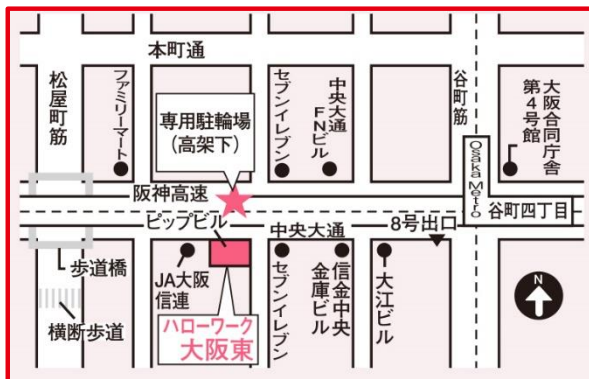 本町通
松屋町筋
ファミリーマート
専用駐輪場
(高架下)
セブンイレブン
中央大通
FNビル
谷町筋
大阪合同庁舎
第4号館
Osaka Metro
阪神高速
谷町四丁目
ピップビル
中央大通
8号出口
歩道橋
JA大阪
信連
セブンイレブン
信金中央
金庫ビル
大江ビル
N
横断歩道
ハローワーク
大阪東